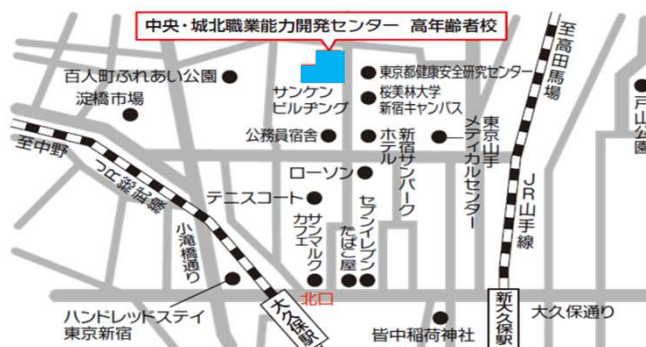 中央・城北職業能力開発センター 高年齢者校
至高田馬場
百人町ふれあい公園
淀橋市場
サンケン
ビルヂング
東京都健康安全研究センター
桜美林大学
新宿キャンパス
戸山公園
至中野
JR総武線
公務員宿舎
新宿サンパーク
ホテル
東京山手
メディカルセンター
JR山手線
ローソン
テニスコート
小滝橋通り
サンマルク
カフェ
たばこ屋
セブンイレブン
北口
ハンドレッドステイ
東京新宿
大久保駅
皆中稲荷神社
新大久保駅
大久保通り